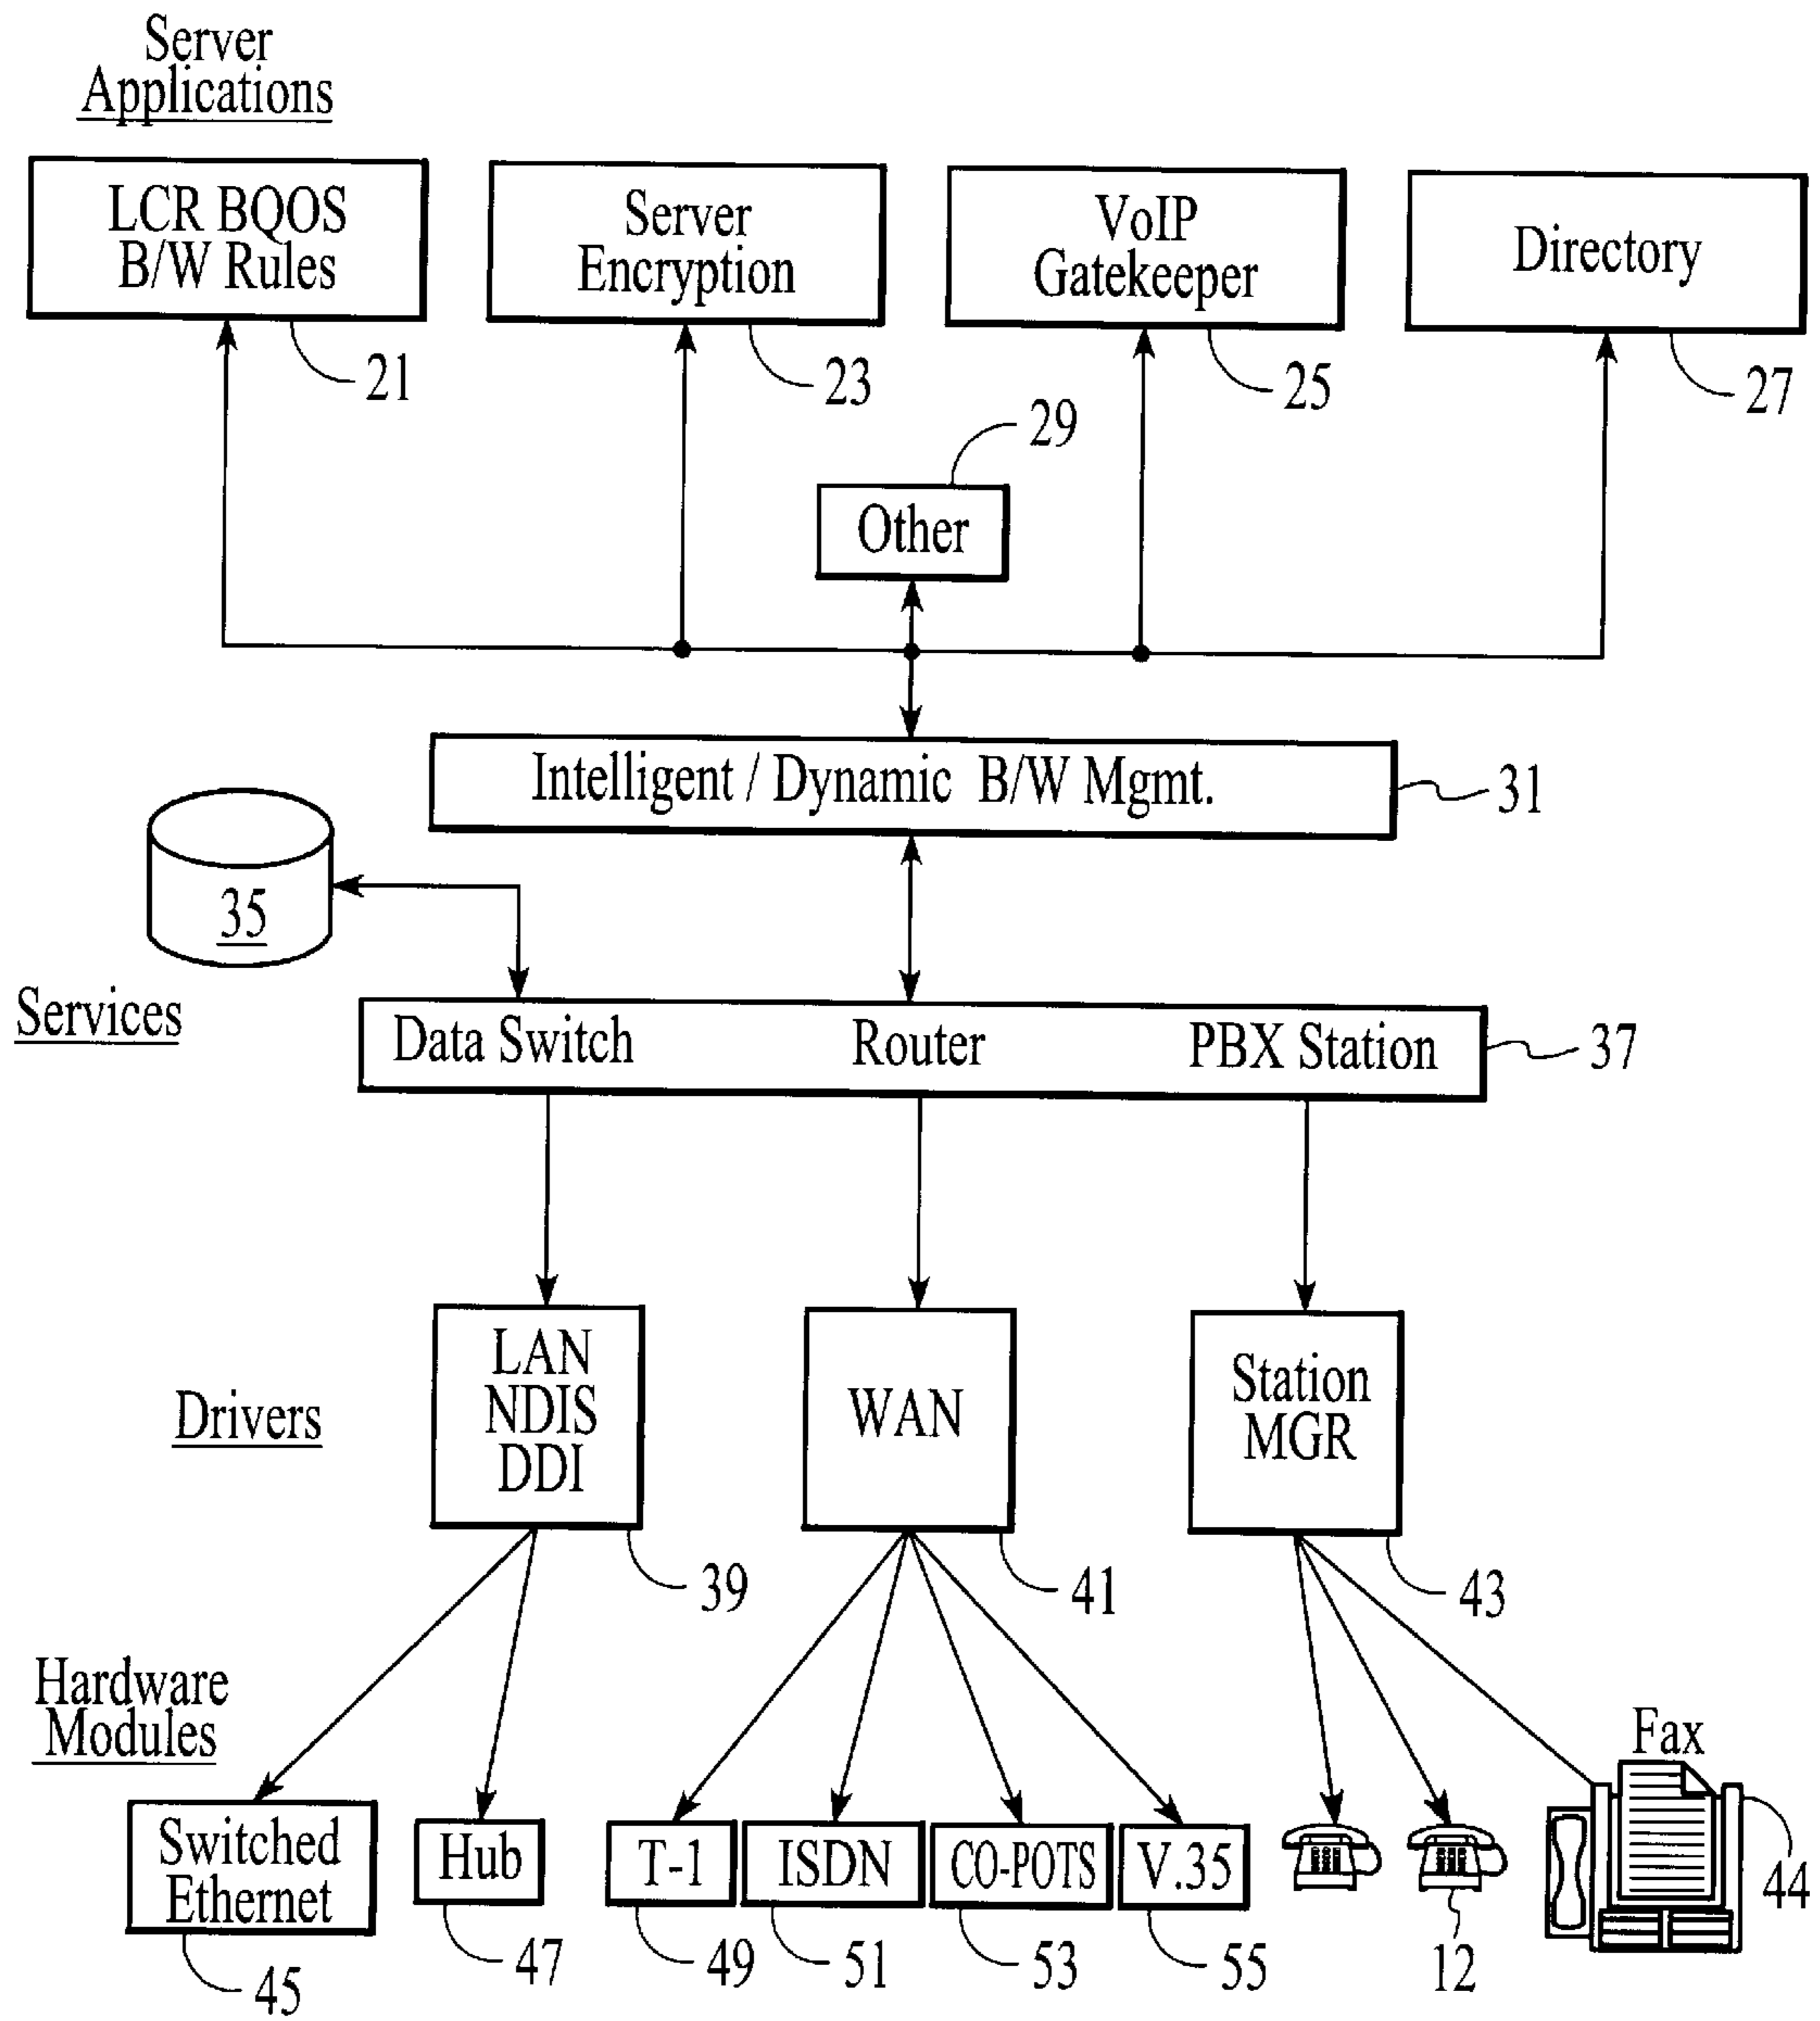 Server
Applications
LCR BQOS
B/W Rules
Server
Encryption
VoIP
Gatekeeper
Directory
21
23
25
27
29
Other
Intelligent / Dynamic B/W Mgmt.
31
35
Services
Data Switch
Router
PBX Station
37
Drivers
LAN
NDIS
DDI
WAN
Station
MGR
39
41
43
Hardware
Modules
Fax
Switched
Ethernet
Hub
T-1
ISDN
CO-POTS
V.35
45
47
49
51
53
55
12
44